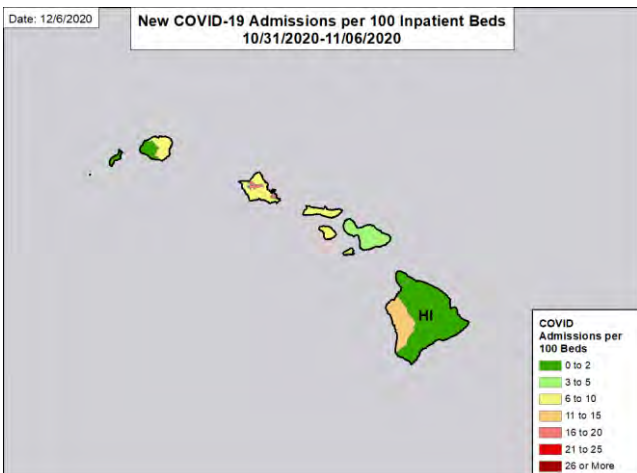 Date: 12/6/2020
New COVID-19 Admissions per 100 Inpatient Beds
10/31/2020-11/06/2020
HI
COVID
Admissions per
100 Beds
0 to 2
3 to 5
6 to 10
11 to 15
16 to 20
21 to 25
26 or More